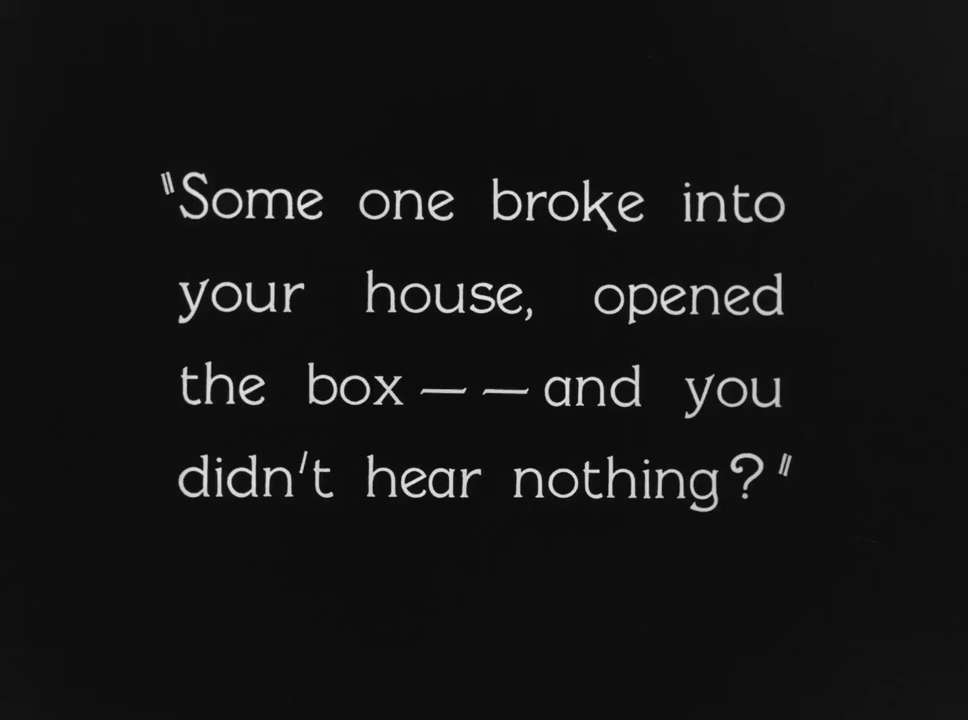 "Some one broke into
your house, opened
the box — — and you
didn't hear nothing?"